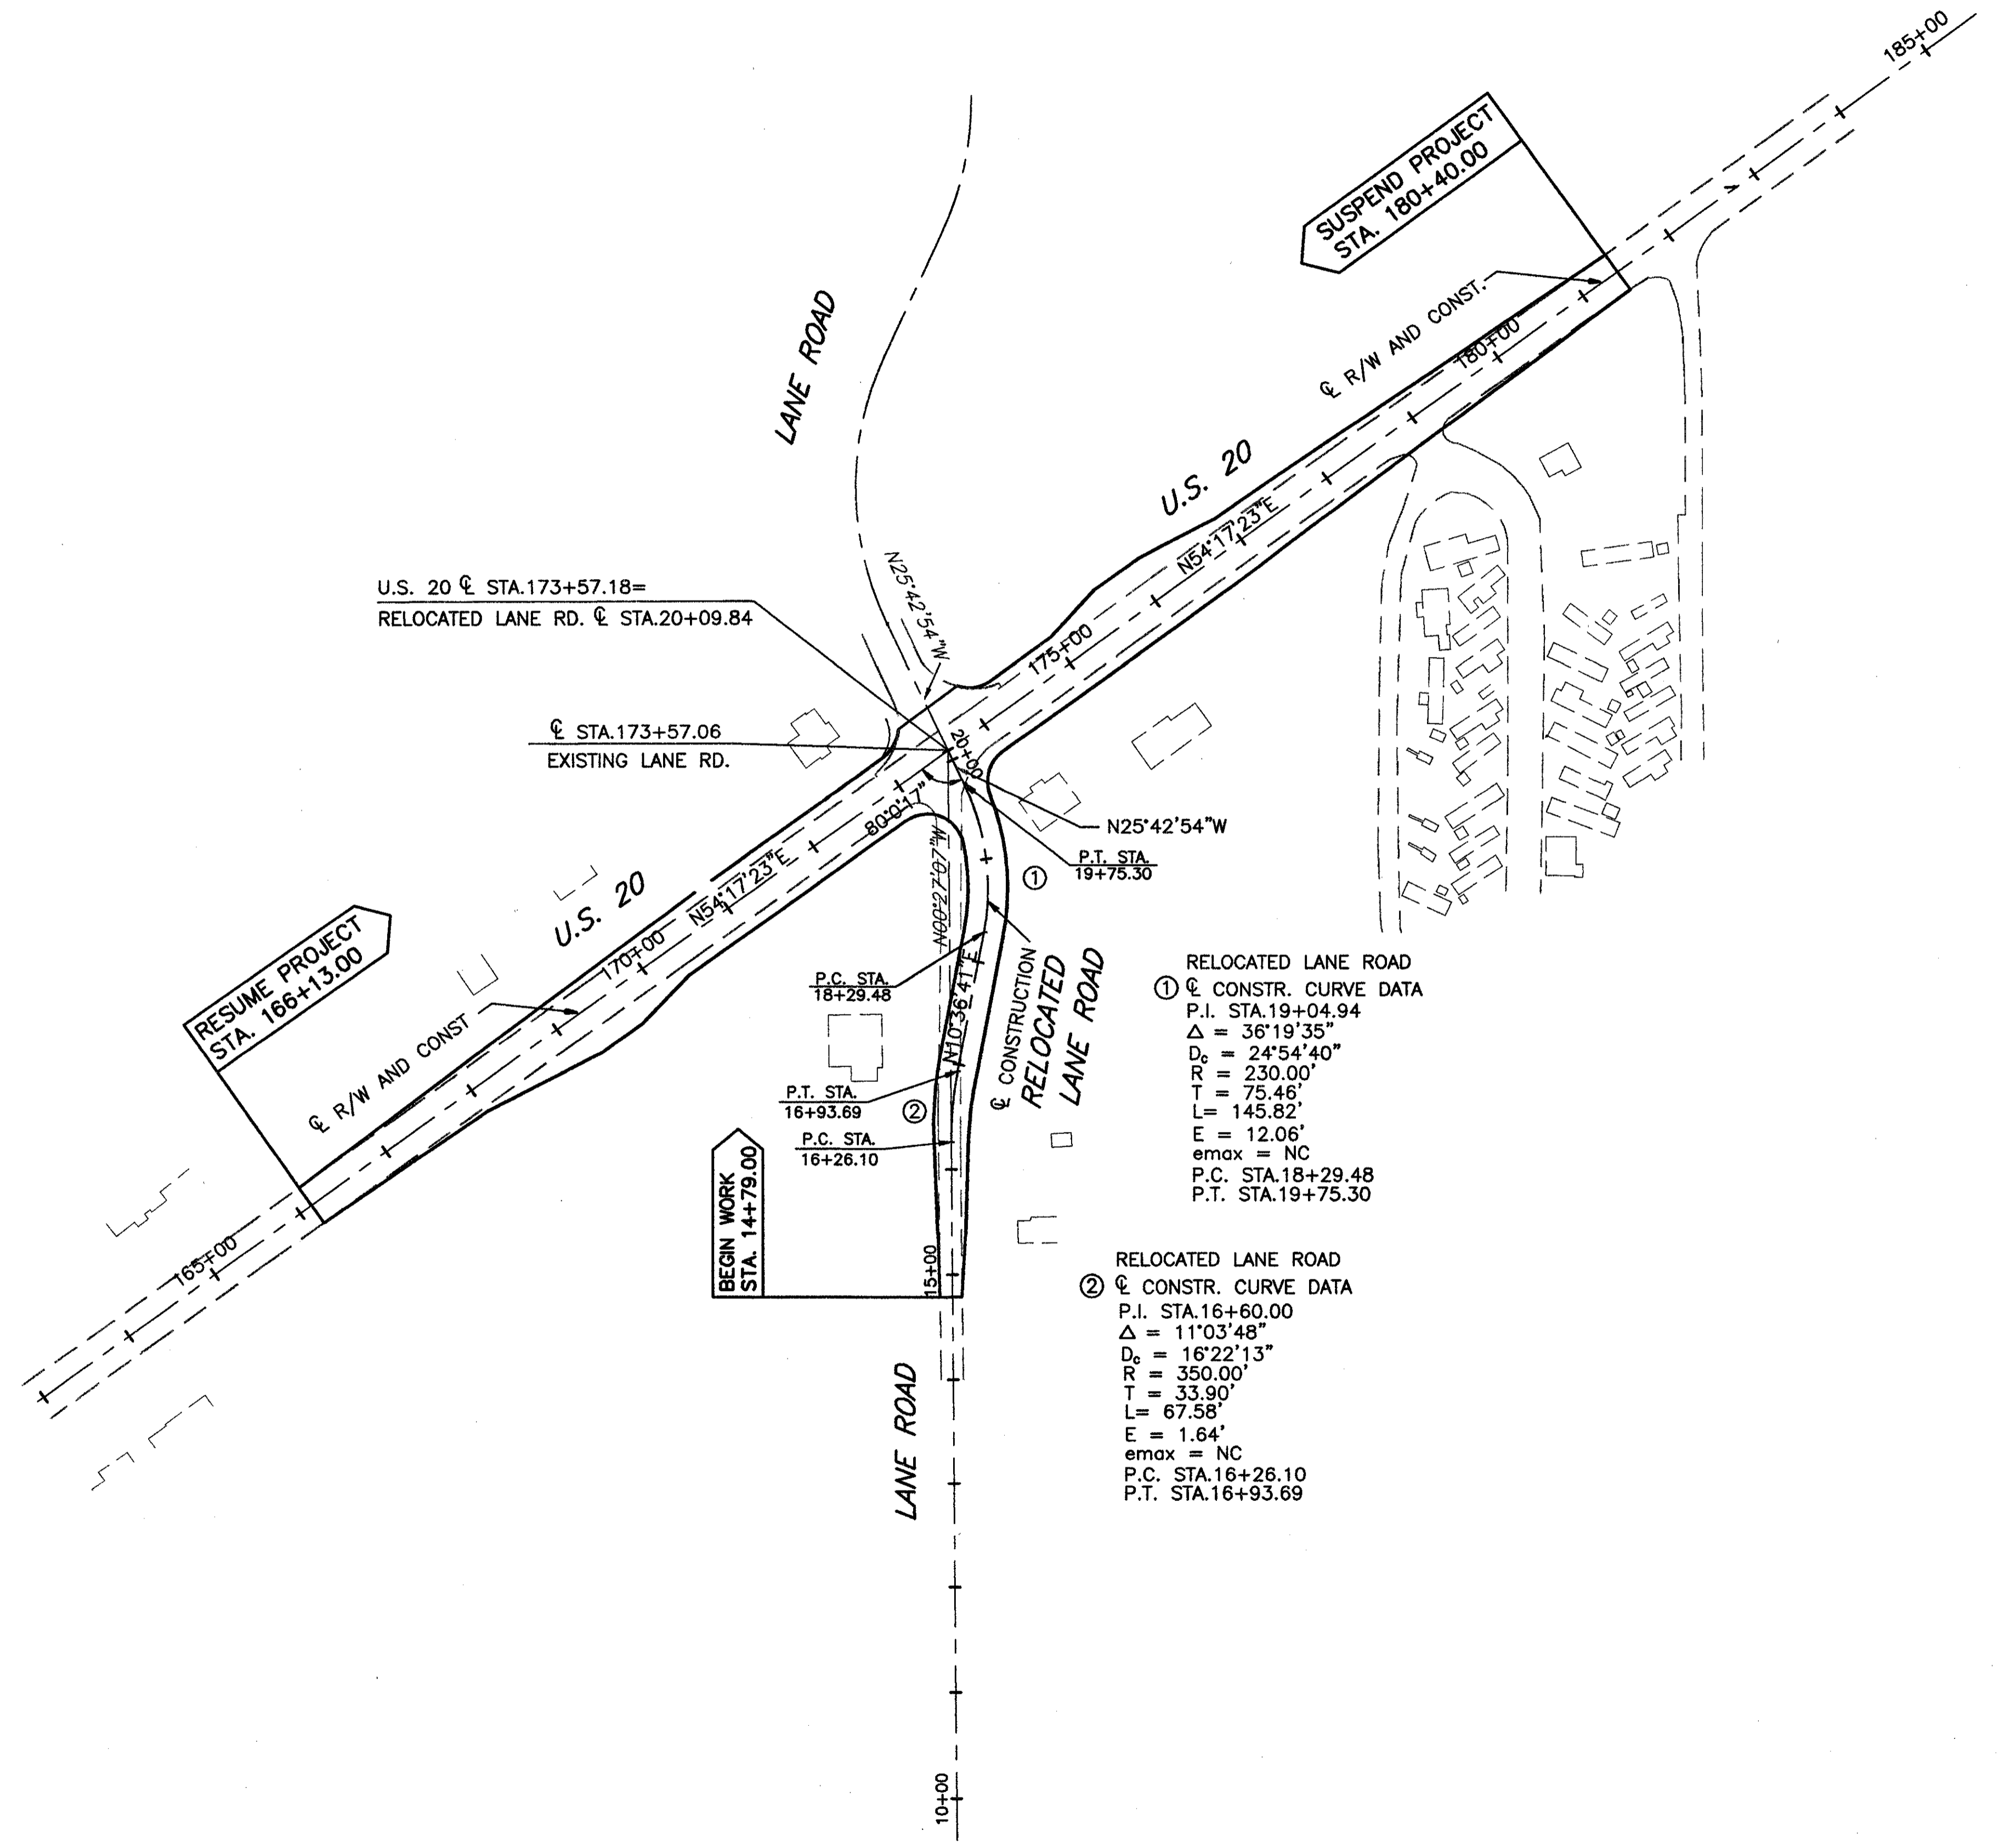 185+00
SUSPEND PROJECT
STA. 180+40.00
℄ R/W AND CONST.
180+00
LANE ROAD
U.S. 20
N54°17'23"E
N25°42'54"W
U.S. 20 ℄ STA.173+57.18=
RELOCATED LANE RD. ℄ STA.20+09.84
175+00
℄ STA.173+57.06
EXISTING LANE RD.
20+00
80°0'17"
N25°42'54"W
P.T. STA.
19+75.30
①
N54°17'23"E
U.S. 20
170+00
RESUME PROJECT
STA. 166+13.00
℄ R/W AND CONST
165+00
P.C. STA.
18+29.48
N10°36'41"E
℄ CONSTRUCTION
RELOCATED
LANE ROAD
P.T. STA.
16+93.69
②
P.C. STA.
16+26.10
BEGIN WORK
STA. 14+79.00
15+00
LANE ROAD
10+00
RELOCATED LANE ROAD
① ℄ CONSTR. CURVE DATA
P.I. STA.19+04.94
Δ = 36°19'35"
Dc = 24°54'40"
R = 230.00'
T = 75.46'
L= 145.82'
E = 12.06'
emax = NC
P.C. STA.18+29.48
P.T. STA.19+75.30
RELOCATED LANE ROAD
② ℄ CONSTR. CURVE DATA
P.I. STA.16+60.00
Δ = 11°03'48"
Dc = 16°22'13"
R = 350.00'
T = 33.90'
L= 67.58'
E = 1.64'
emax = NC
P.C. STA.16+26.10
P.T. STA.16+93.69